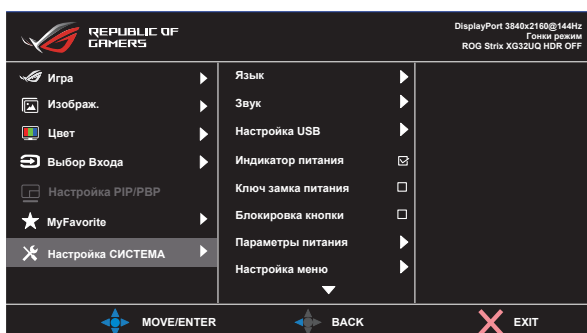 REPUBLIC OF
GAMERS
DisplayPort 3840x2160@144Hz
Гонки режим
ROG Strix XG32UQ HDR OFF
Игра
Изображ.
Цвет
Выбор Входа
Настройка PIP/PBP
MyFavorite
Настройка СИСТЕМА
Язык
Звук
Настройка USB
Индикатор питания
Ключ замка питания
Блокировка кнопки
Параметры питания
Настройка меню
MOVE/ENTER
BACK
EXIT